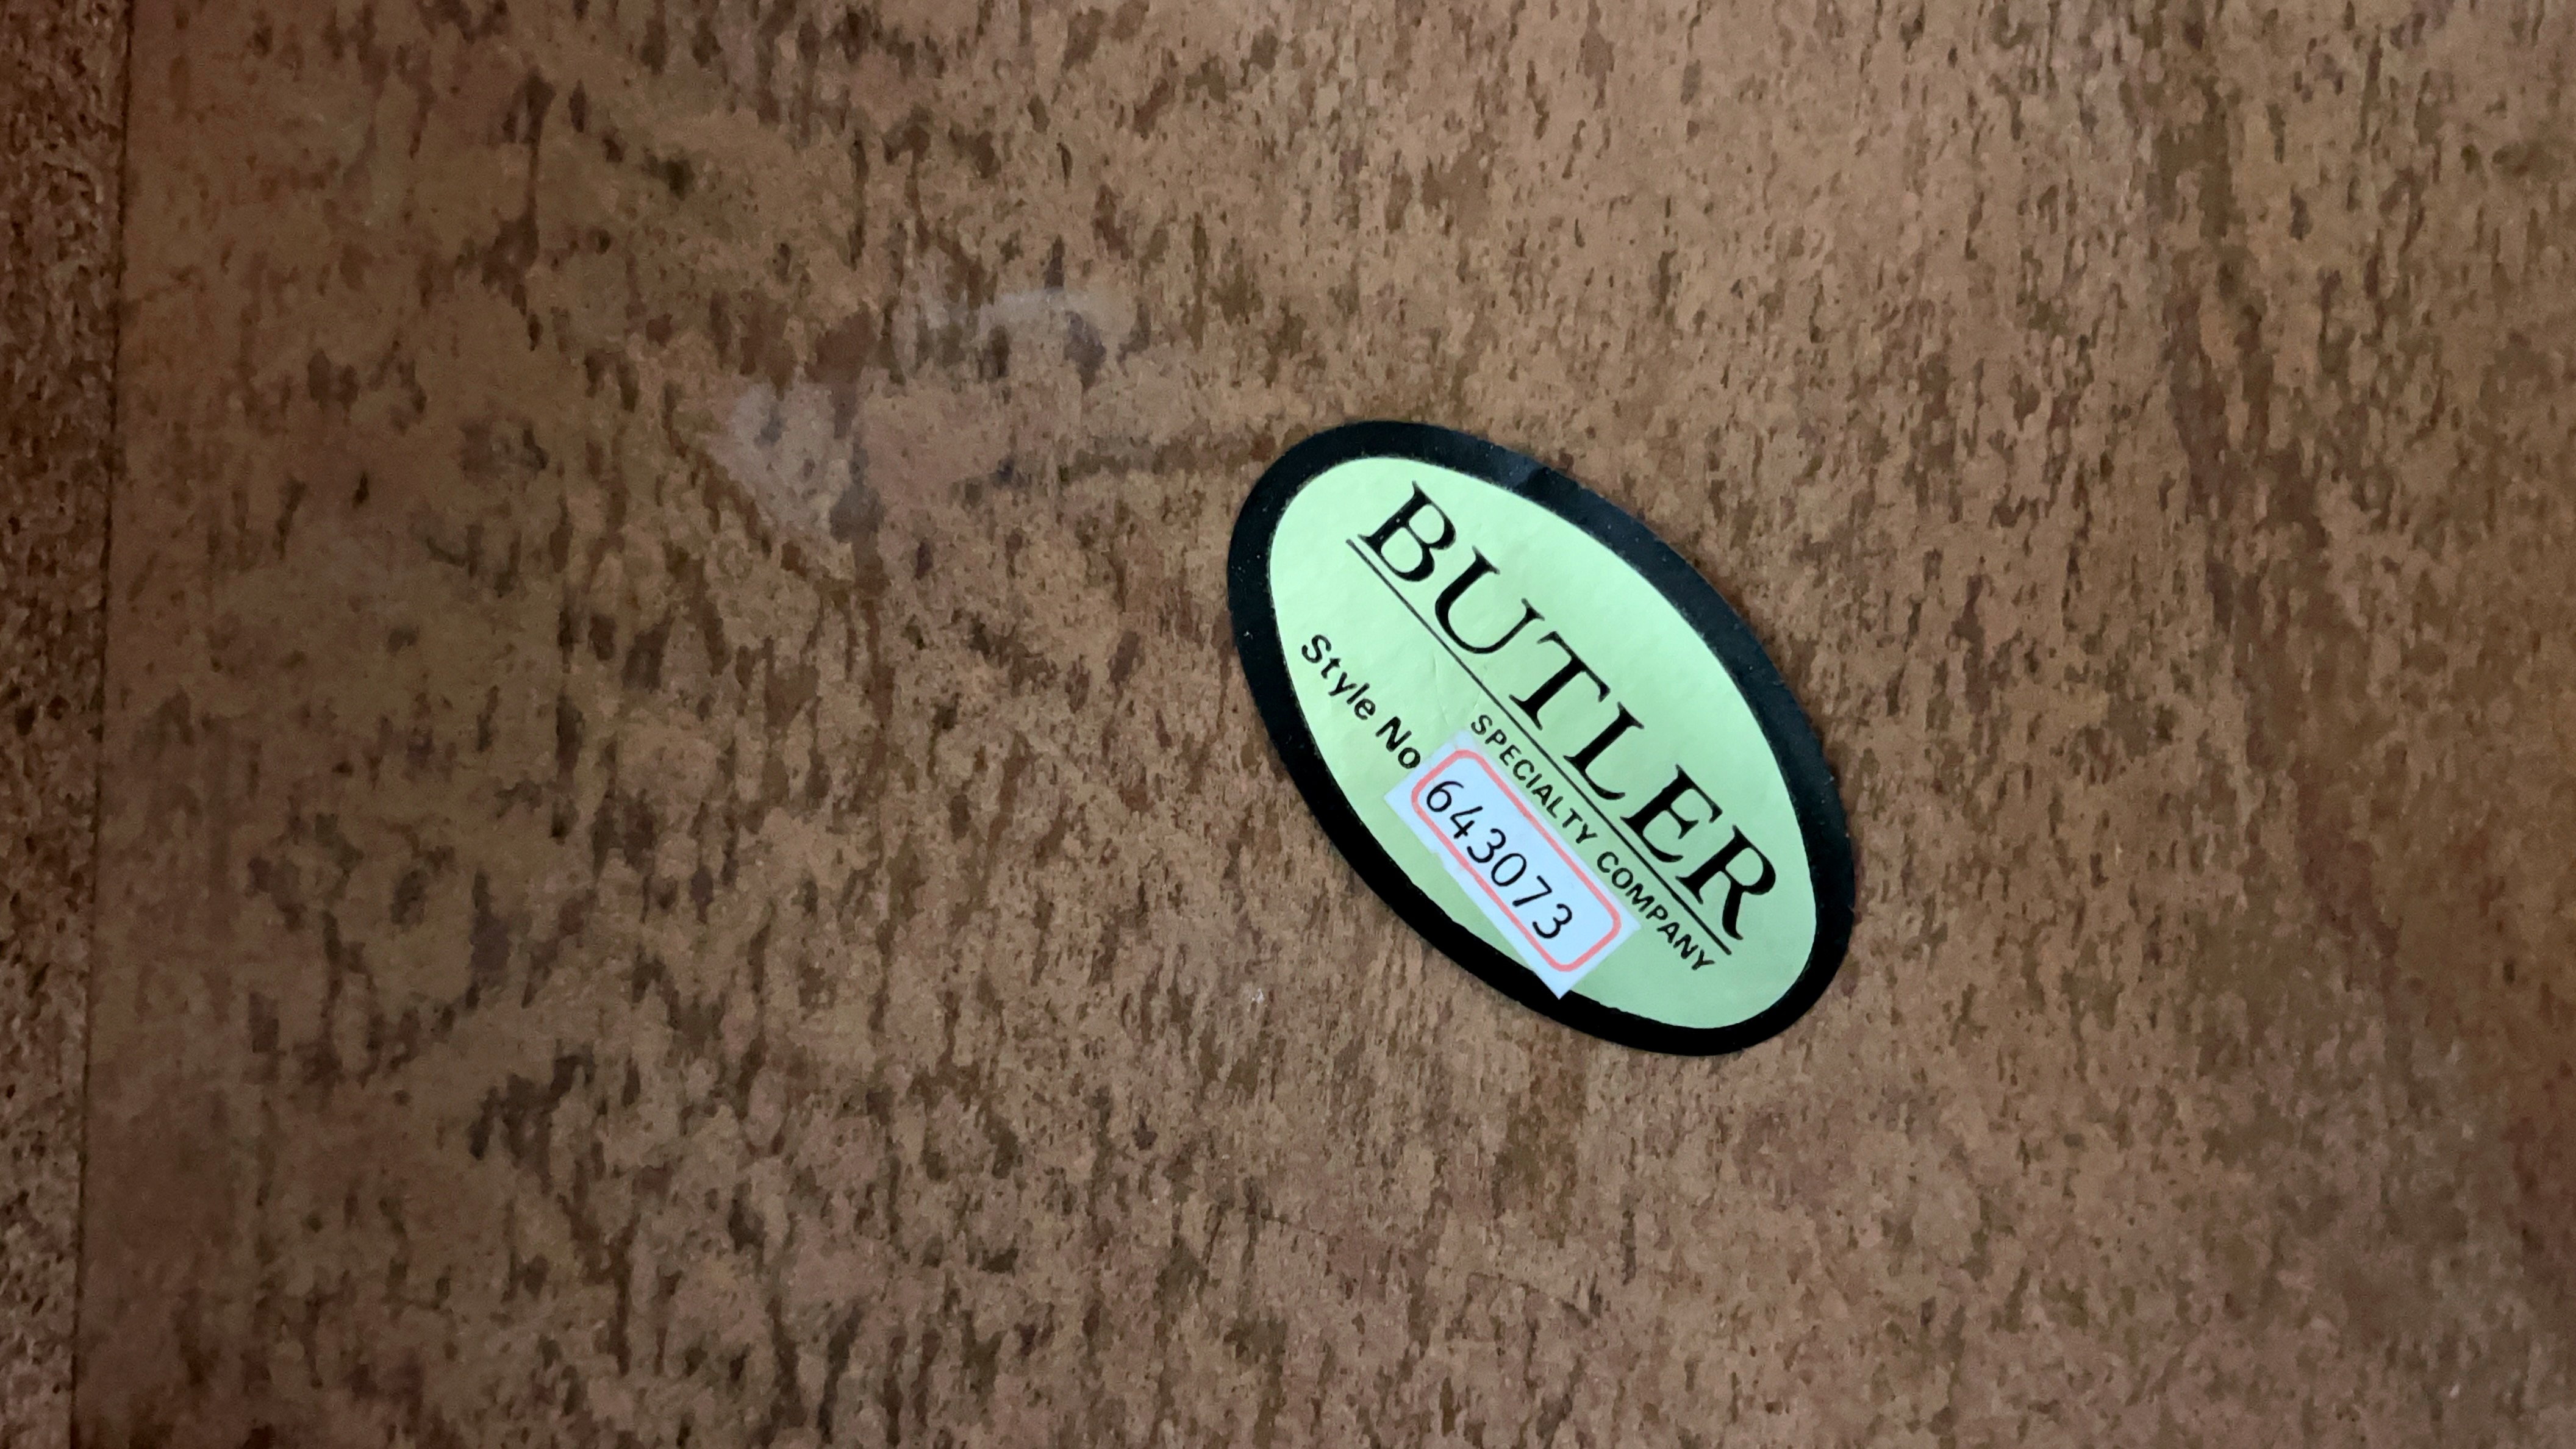 BUTLER
SPECIALTY COMPANY
Style No 643073